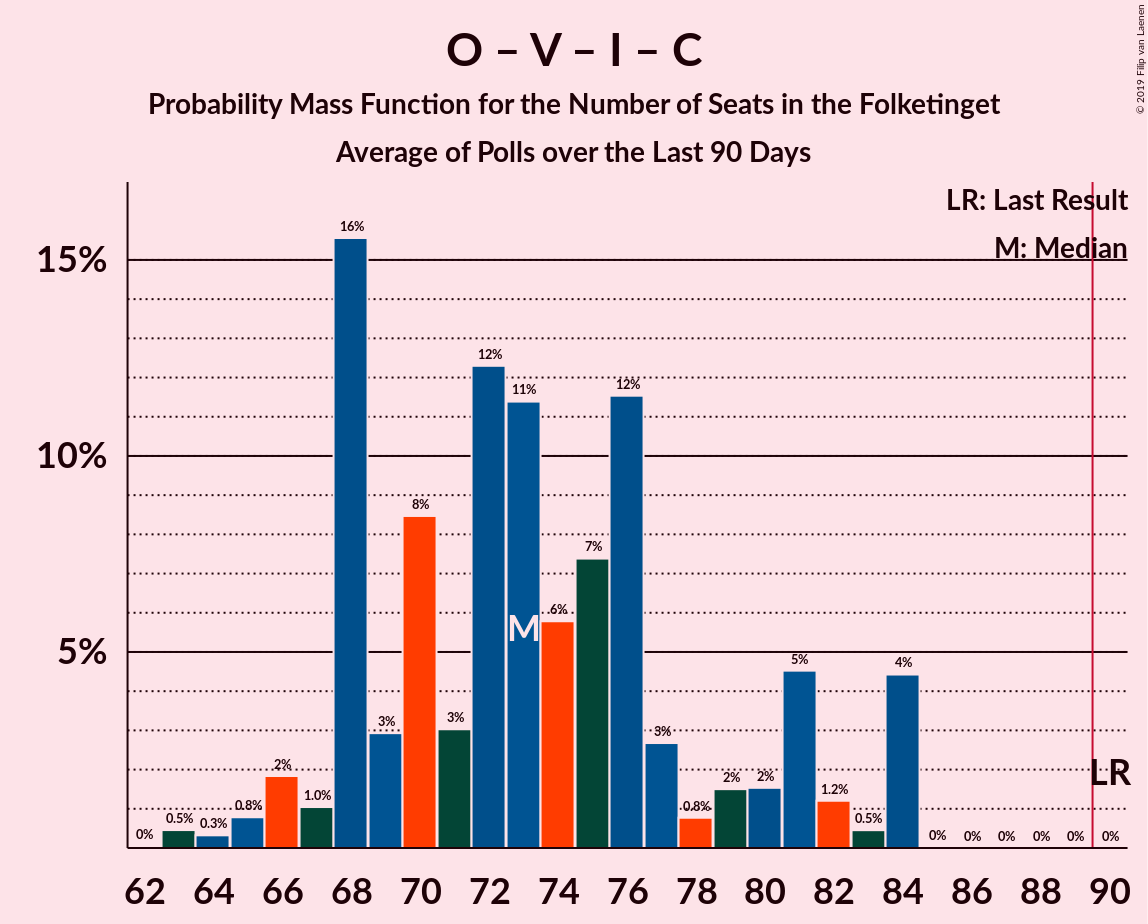 O – V – I – C
Probability Mass Function for the Number of Seats in the Folketinget
Average of Polls over the Last 90 Days
© 2019 Filip van Laenen
LR: Last Result
M: Median
15%
10%
5%
0% 0.5% 0.3% 0.8% 2% 1.0% 16% 3% 8% 3% 12% 11% 6% 7% 12% 3% 0.8% 2% 2% 5% 1.2% 0.5% 4% 0% 0% 0% 0% 0% 0%
M
LR
62 64 66 68 70 72 74 76 78 80 82 84 86 88 90